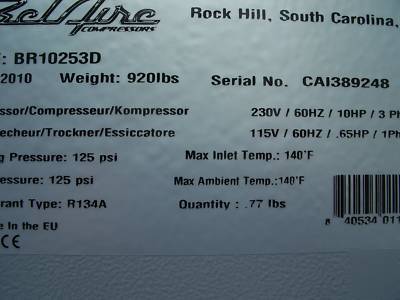 BelAire
COMPRESSORS
Rock Hill, South Carolina,
: BR10253D
2010 Weight: 920lbs
Serial No. CAI389248
ssor/Compresseur/Kompressor 230V / 60HZ / 10HP / 3 Ph
echeur/Trockner/Essiccatore 115V / 60HZ / .65HP / 1Ph
g Pressure: 125 psi Max Inlet Temp.: 140°F
ressure: 125 psi Max Ambient Temp.:140°F
rant Type: R134A Quantity : .77 lbs
e In the EU
CE
8 40534 011